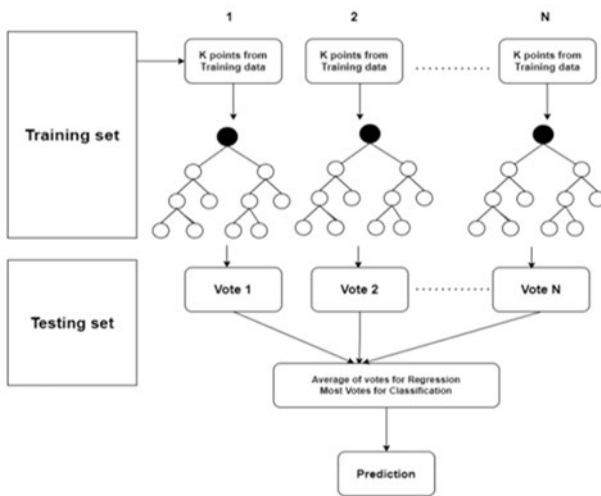 1 2 N
K points from K points from K points from
Training data Training data Training data
Training set
Vote 1 Vote 2 Vote N
Testing set
Average of votes for Regression
Most Votes for Classification
Prediction